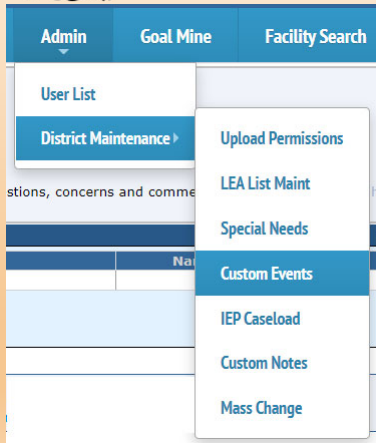 Admin Goal Mine Facility Search
User List
District Maintenance
Upload Permissions
stions, concerns and comme
LEA List Maint
Special Needs
Na
Custom Events
IEP Caseload
Custom Notes
Mass Change